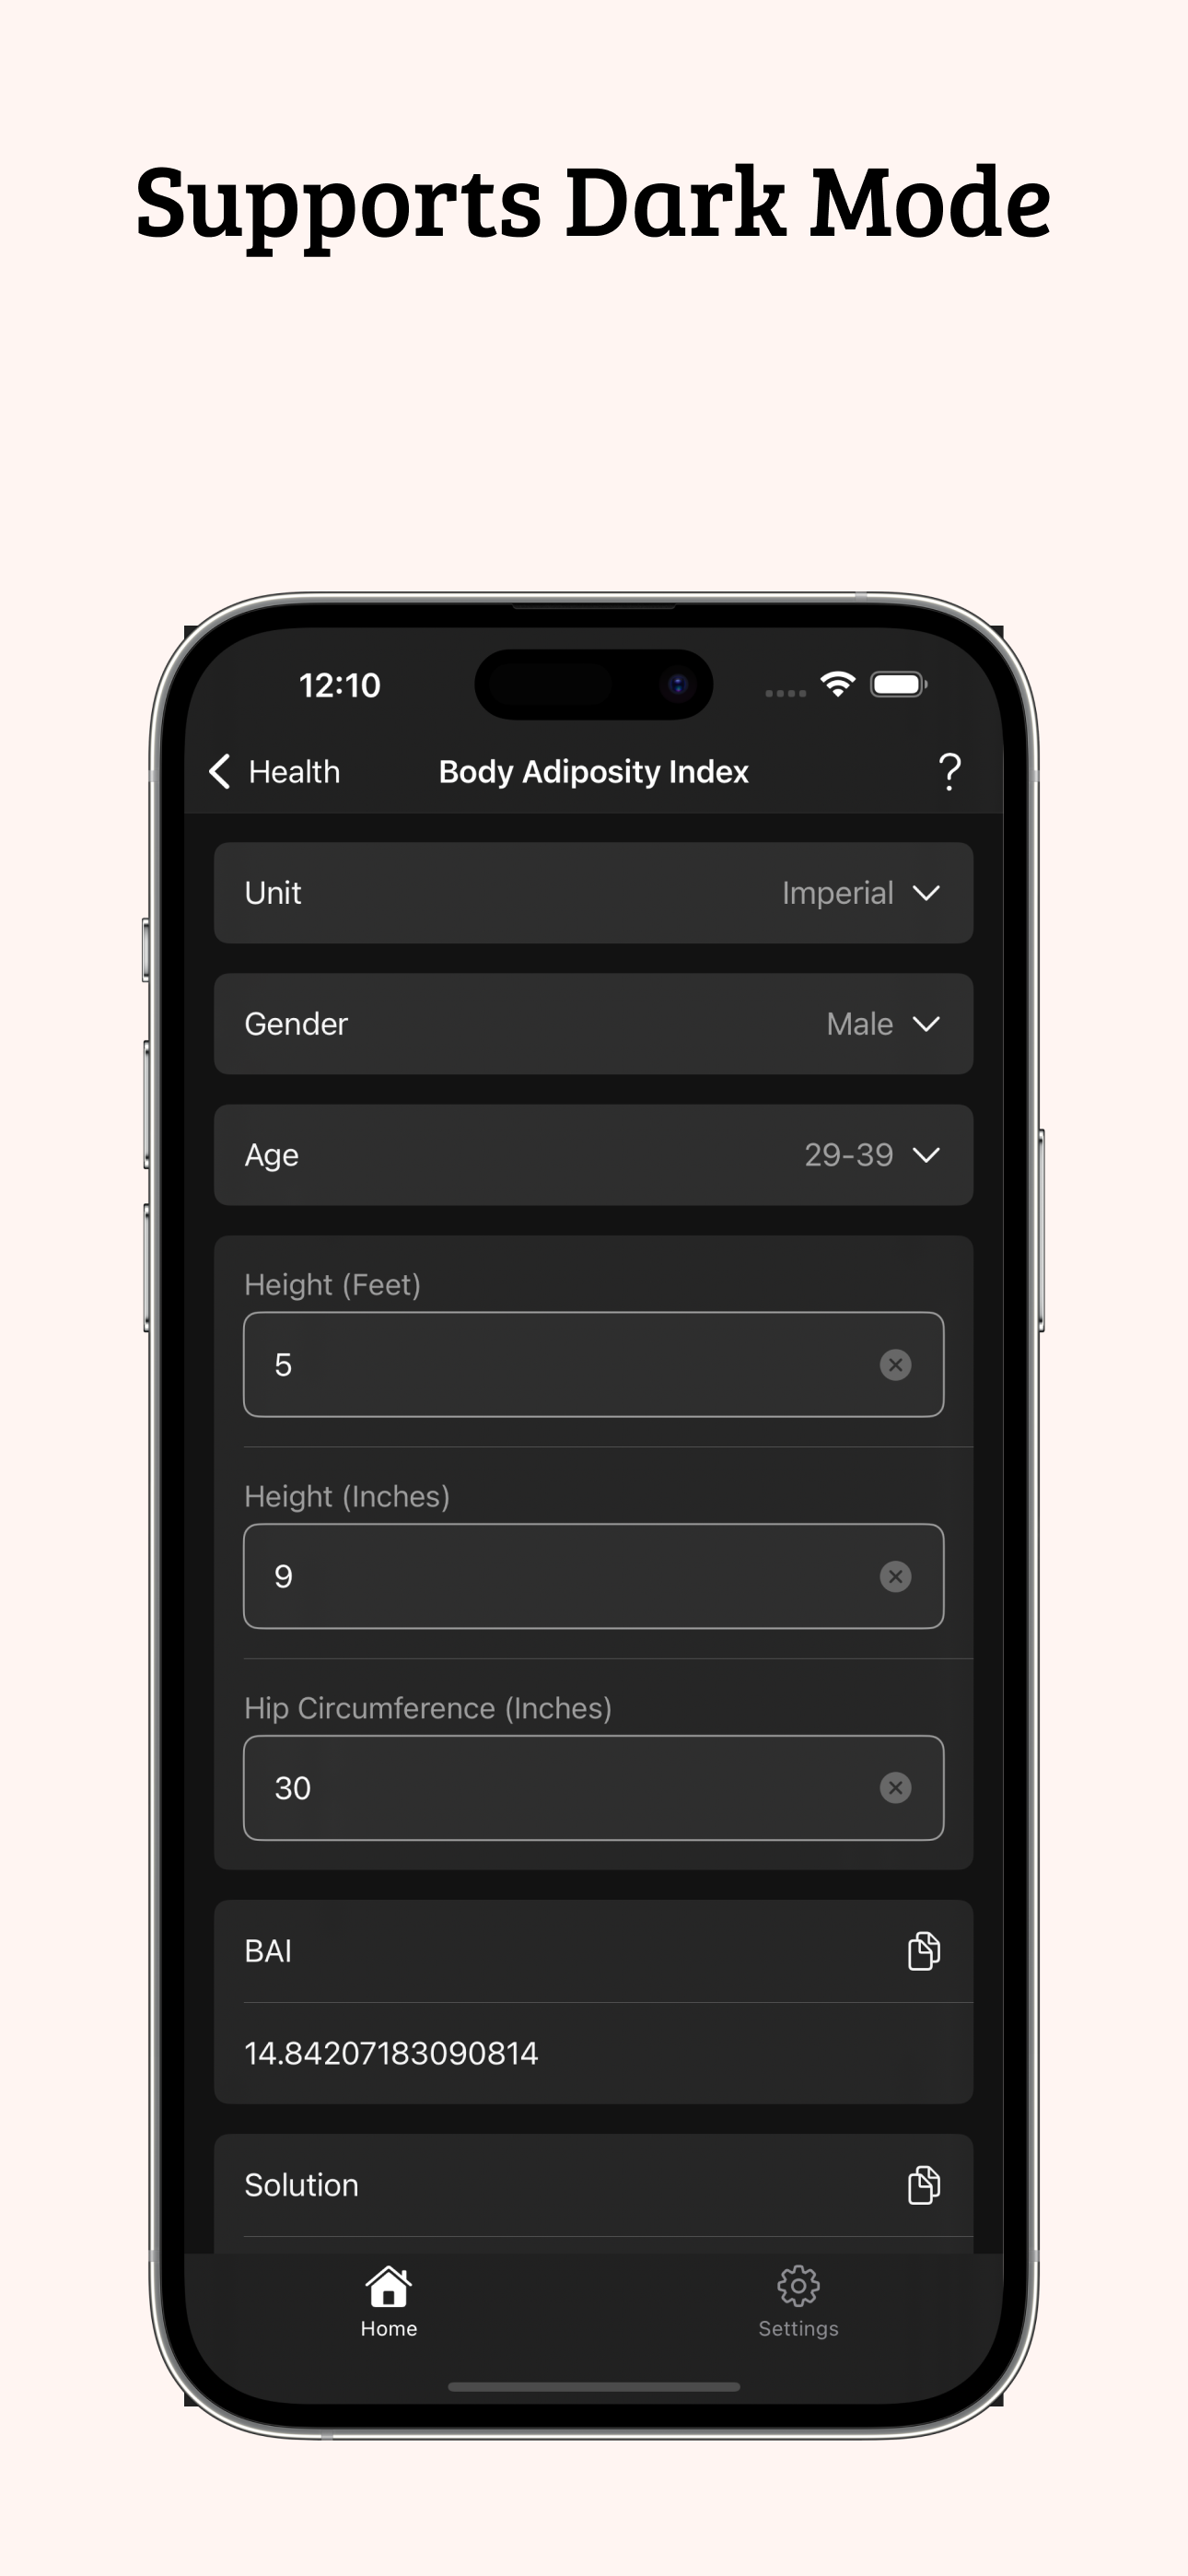 Supports Dark Mode
12:10
Health
Body Adiposity Index
?
Unit
Imperial
Gender
Male
Age
29-39
Height (Feet)
5
Height (Inches)
9
Hip Circumference (Inches)
30
BAI
14.84207183090814
Solution
Home
Settings